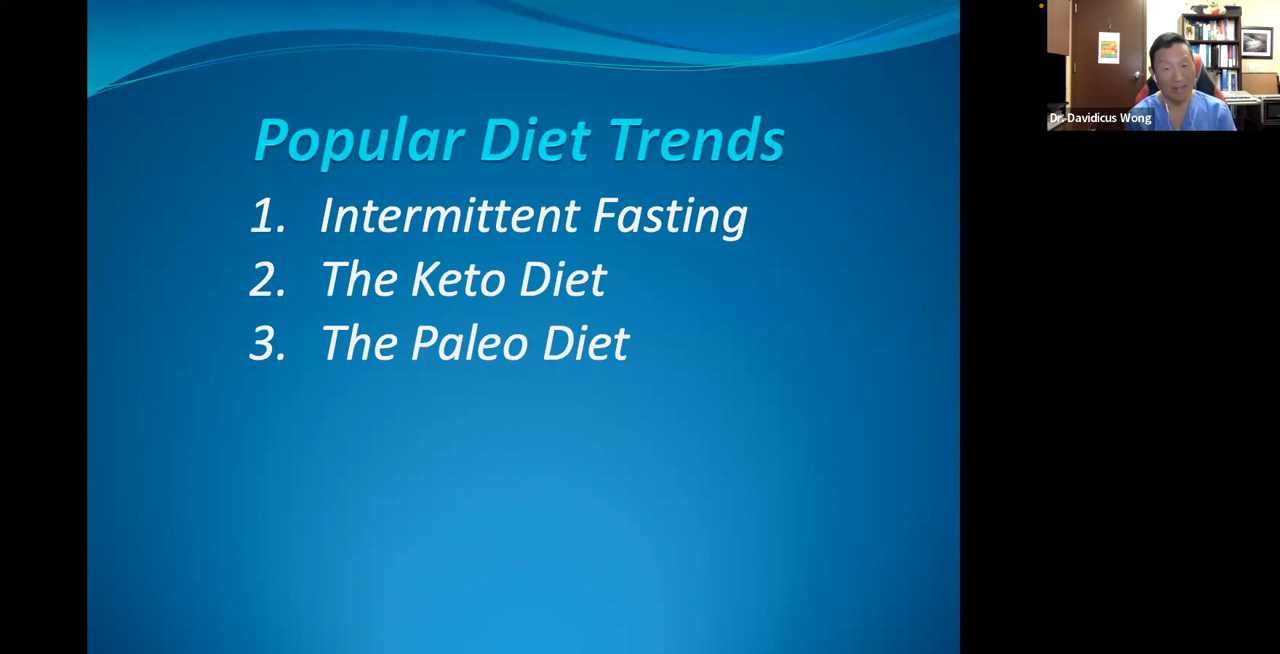 Popular Diet Trends
1. Intermittent Fasting
2. The Keto Diet
3. The Paleo Diet
Dr. Davidicus Wong